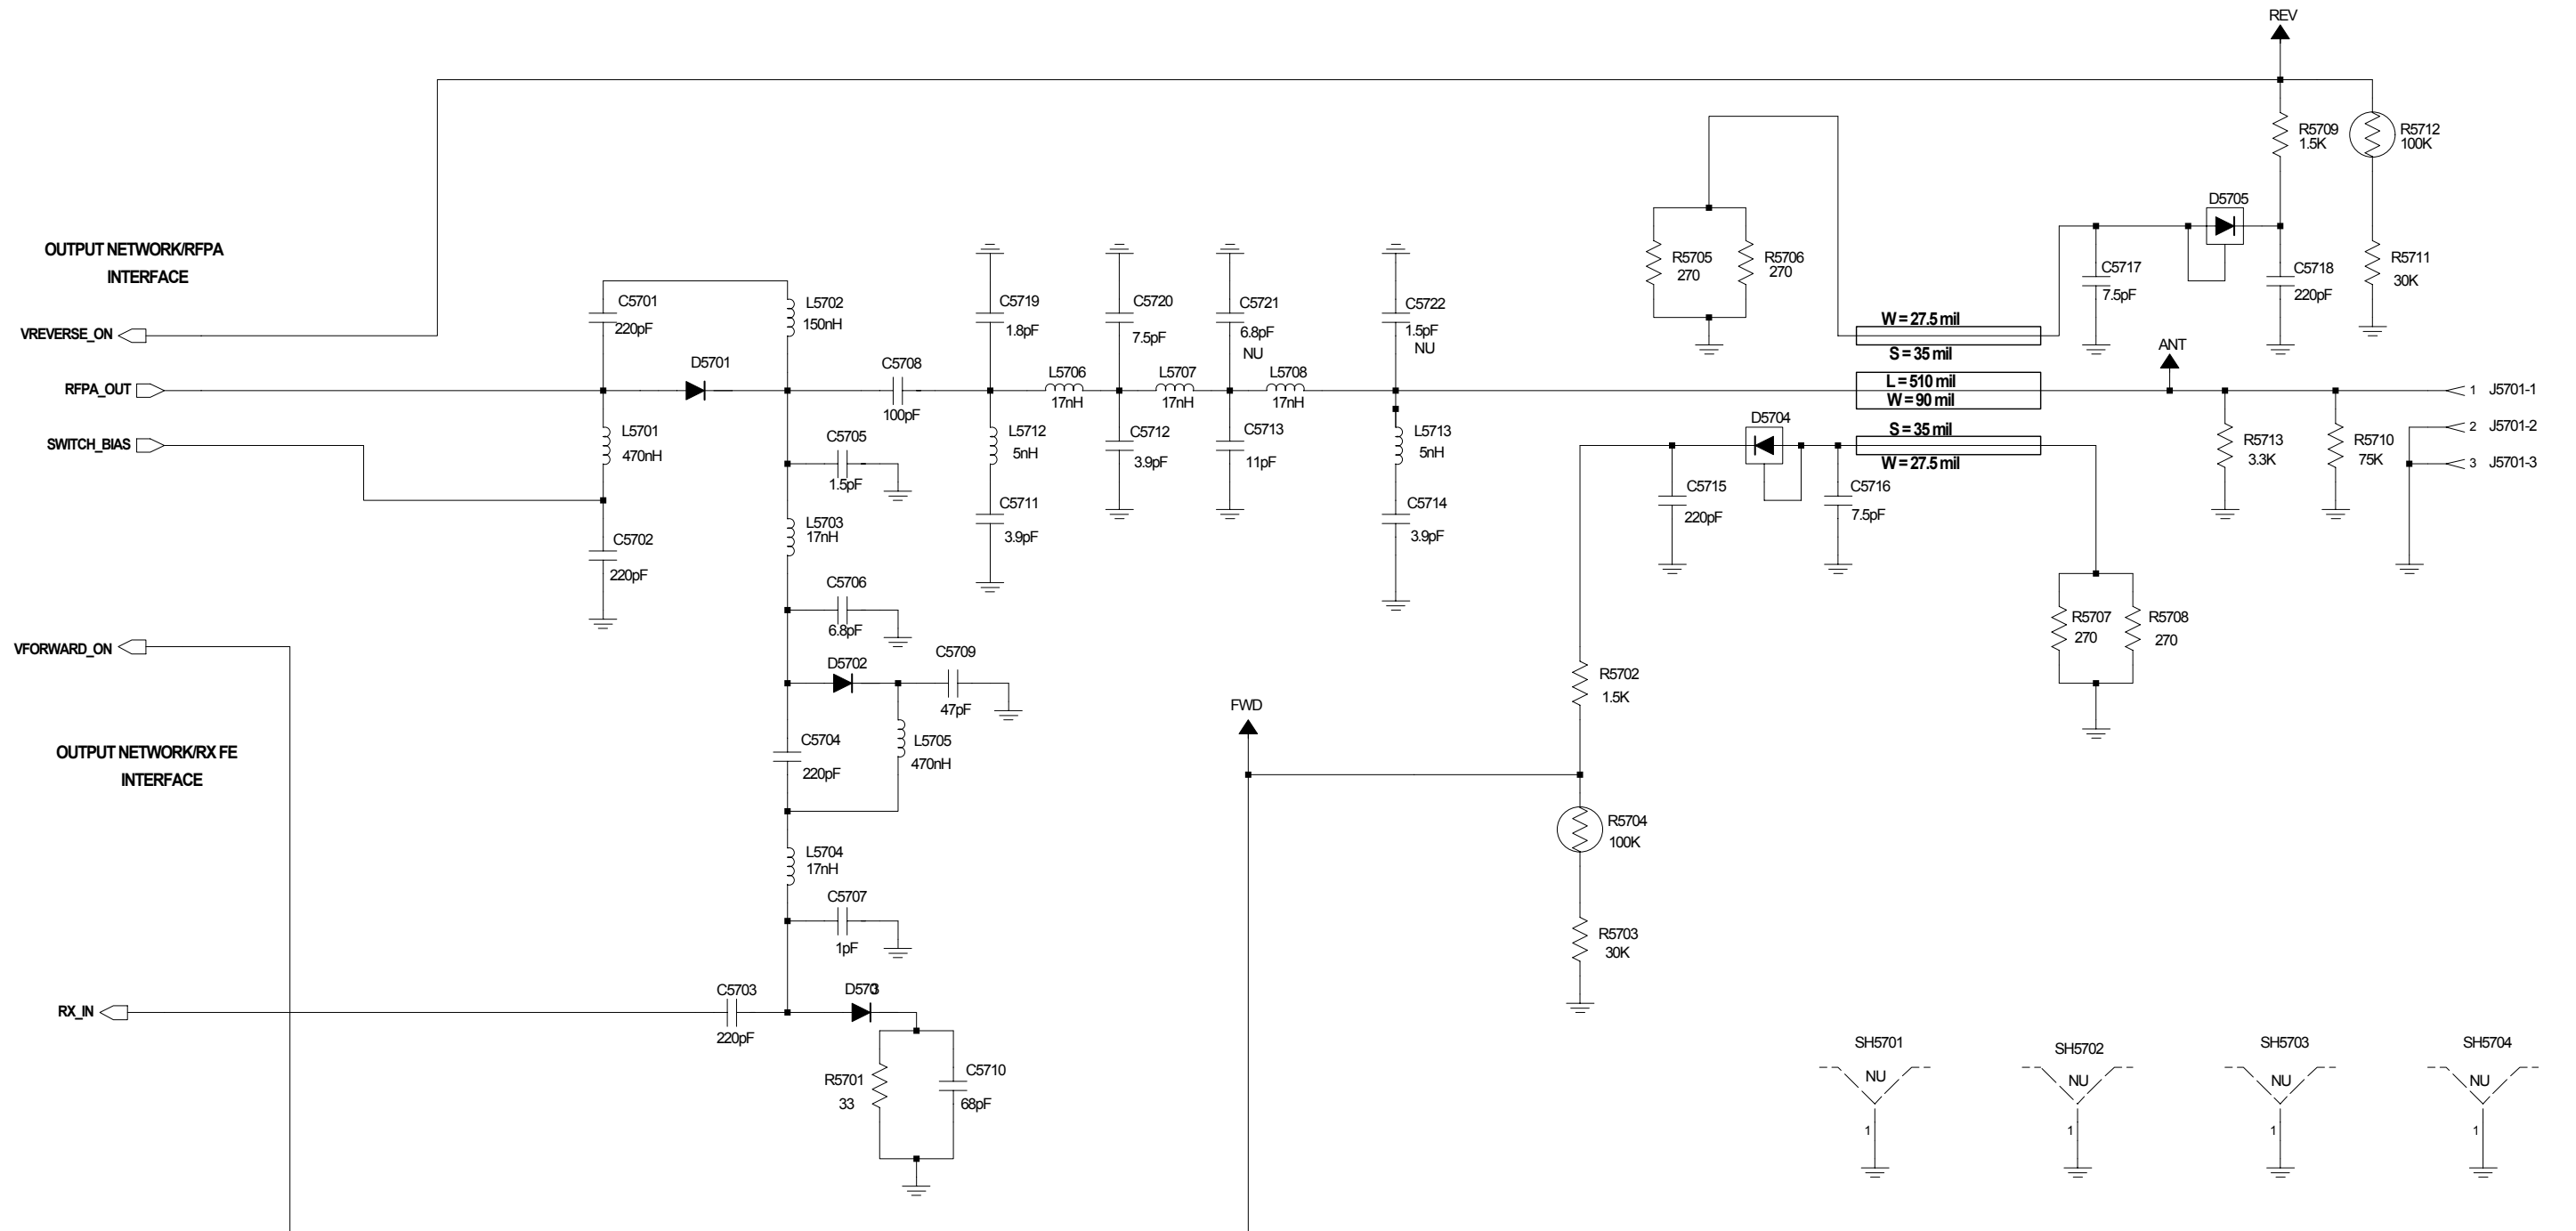 REV
R5709
1.5K
R5712
100K
D5705
OUTPUT NETWORK/RFPA
INTERFACE
R5705
270
R5706
270
C5717
7.5pF
C5718
220pF
R5711
30K
C5701
220pF
L5702
150nH
C5719
1.8pF
C5720
7.5pF
C5721
6.8pF
NU
C5722
1.5pF
NU
W = 27.5 mil
S = 35 mil
VREVERSE_ON
ANT
D5701
C5708
100pF
L5706
17nH
L5707
17nH
L5708
17nH
L = 510 mil
W = 90 mil
RFPA_OUT
1 J5701-1
SWITCH_BIAS
L5701
470nH
C5705
1.5pF
L5712
5nH
C5712
3.9pF
C5713
11pF
L5713
5nH
D5704
S = 35 mil
W = 27.5 mil
R5713
3.3K
R5710
75K
2 J5701-2
3 J5701-3
C5702
220pF
L5703
17nH
C5711
3.9pF
C5714
3.9pF
C5715
220pF
C5716
7.5pF
C5706
6.8pF
VFORWARD_ON
D5702
C5709
47pF
R5707
270
R5708
270
R5702
1.5K
FWD
OUTPUT NETWORK/RX FE
INTERFACE
C5704
220pF
L5705
470nH
R5704
100K
L5704
17nH
C5707
1pF
R5703
30K
RX_IN
C5703
220pF
D5703
R5701
33
C5710
68pF
SH5701
NU
1
SH5702
NU
1
SH5703
NU
1
SH5704
NU
1